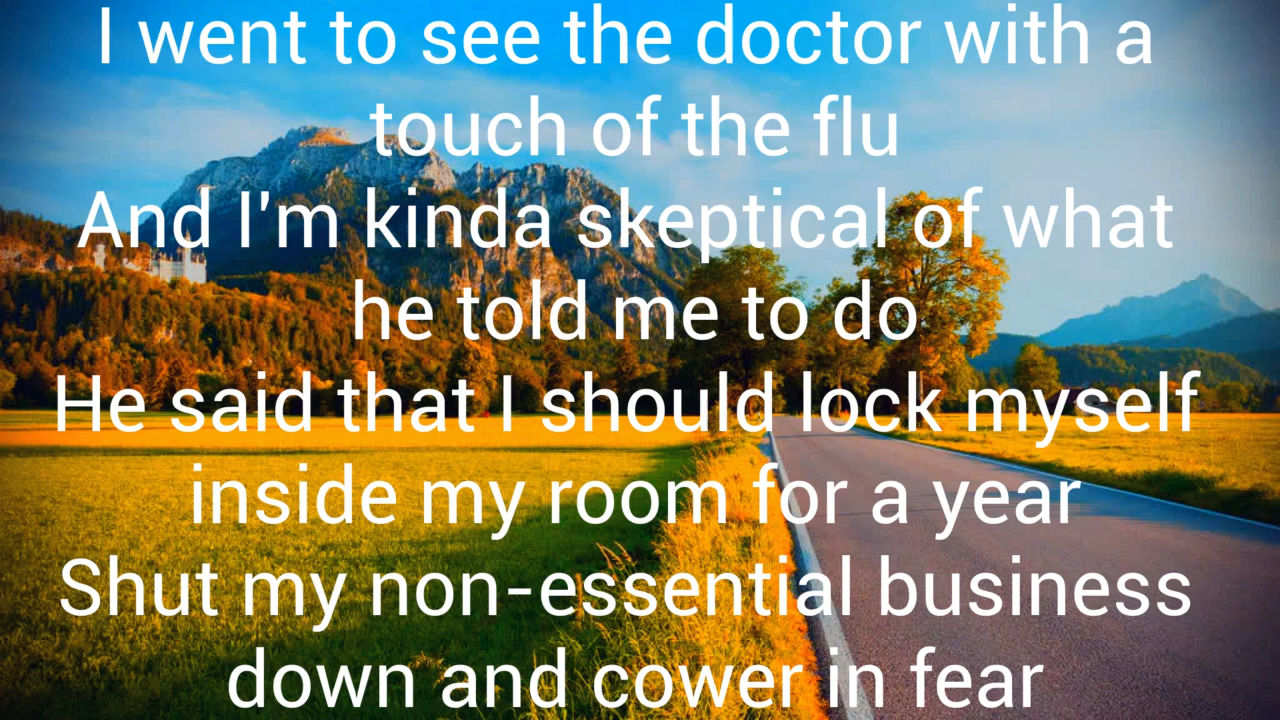 I went to see the doctor with a
touch of the flu
And I'm kinda skeptical of what
he told me to do
He said that I should lock myself
inside my room for a year
Shut my non-essential business
down and cower in fear